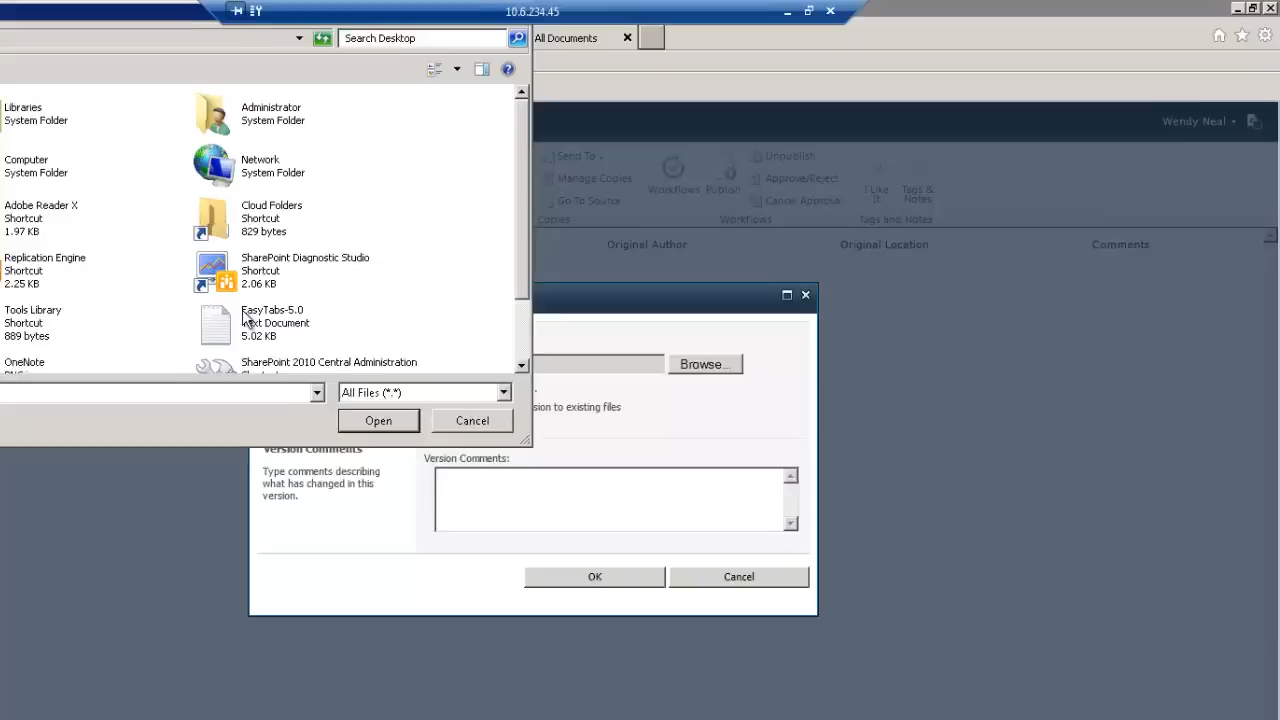 10.6.234.45
Search Desktop
All Documents
Libraries
System Folder
Administrator
System Folder
Computer
System Folder
Network
System Folder
Adobe Reader X
Shortcut
1.97 KB
Cloud Folders
Shortcut
829 bytes
Replication Engine
Shortcut
2.25 KB
SharePoint Diagnostic Studio
Shortcut
2.06 KB
Tools Library
Shortcut
889 bytes
EasyTabs-5.0
Text Document
5.02 KB
OneNote
SharePoint 2010 Central Administration
All Files (*.*)
Open
Cancel
Wendy Neal
Send To
Manage Copies
Go To Source
Copies
Workflows
Publish
Unpublish
Approve/Reject
Cancel Approval
Workflows
I Like It
Tags & Notes
Tags and Notes
Original Author
Original Location
Comments
Browse...
sion to existing files
Version Comments
Type comments describing
what has changed in this
version.
Version Comments:
OK
Cancel